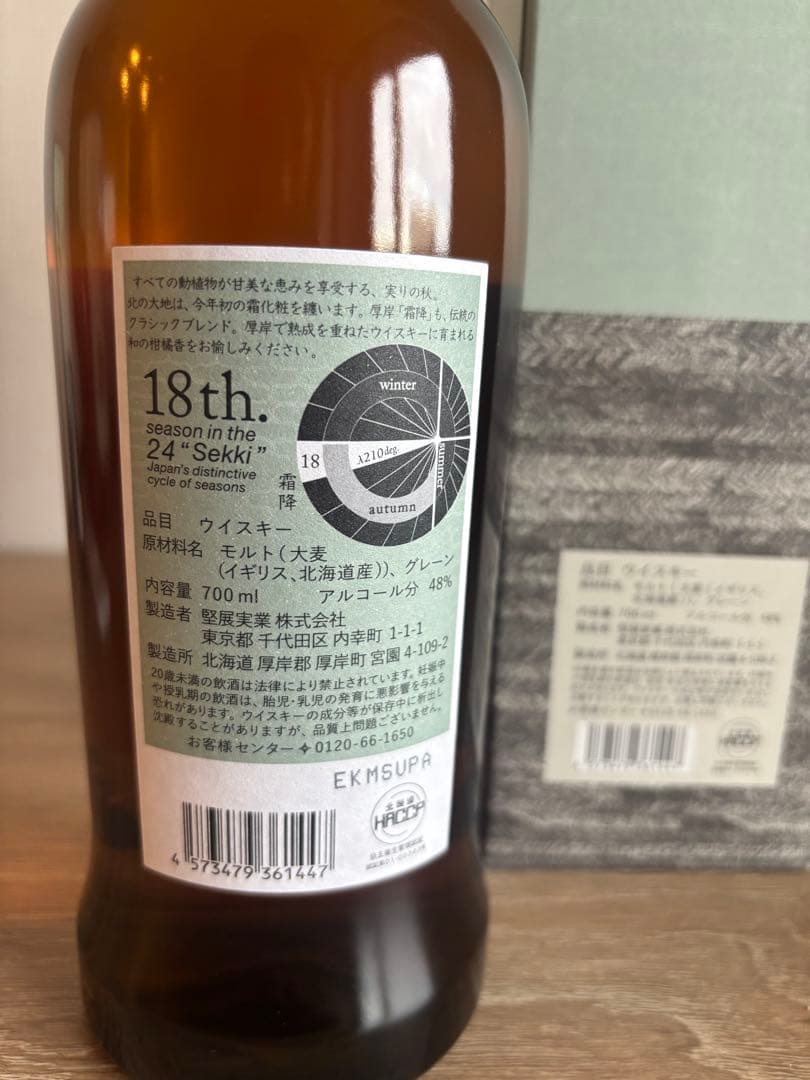 すべての動植物が甘美な恵みを享受する、実りの秋。
北の大地は、今年初の霜化粧を纏います。厚岸「霜降」も、伝統の
クラシックブレンド。厚岸で熟成を重ねたウイスキーに育まれる
和の柑橘香をお愉しみください。
18th.
season in the
24 "Sekki"
Japan's distinctive
cycle of seasons
霜降
winter
18
λ210deg.
summer
autumn
品目 ウイスキー
原材料名 モルト(大麦
(イギリス、北海道産))、グレーン
内容量 700ml アルコール分 48%
製造者 堅展実業株式会社
東京都 千代田区 内幸町 1-1-1
製造所 北海道 厚岸郡 厚岸町 宮園 4-109-2
20歳未満の飲酒は法律により禁止されています。妊娠中
や授乳期の飲酒は、胎児・乳児の発育に悪影響を与える
恐れがあります。ウイスキーの成分等が保存中に析出し
沈殿することがありますが、品質上問題ございません。
お客様センター 0120-66-1650
EKMSUPA
北海道
HACCP
4 573479 361447
品目 ウイスキー